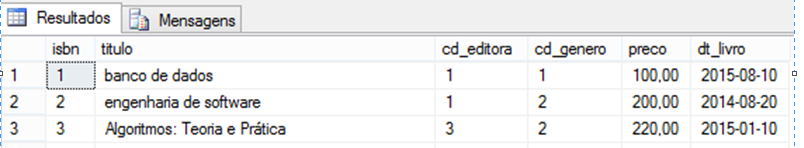 Resultados Mensagens
isbn titulo cd_editora cd_genero preco dt_livro
1 1 banco de dados 1 1 100,00 2015-08-10
2 2 engenharia de software 1 2 200,00 2014-08-20
3 3 Algoritmos: Teoria e Prática 3 2 220,00 2015-01-10